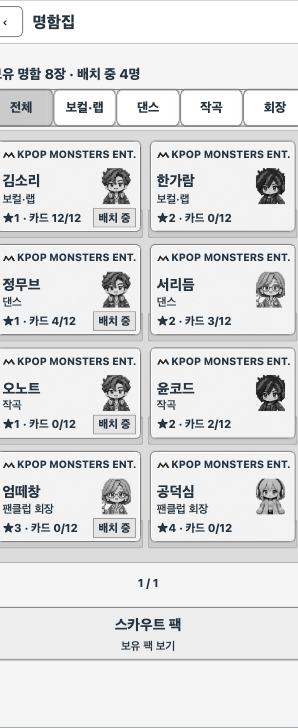 ‹ 명함집
보유 명함 8장 · 배치 중 4명
전체 보컬·랩 댄스 작곡 회장
KPOP MONSTERS ENT.
김소리
보컬·랩
★1 · 카드 12/12 배치 중
KPOP MONSTERS ENT.
한가람
보컬·랩
★2 · 카드 0/12
KPOP MONSTERS ENT.
정무브
댄스
★1 · 카드 4/12 배치 중
KPOP MONSTERS ENT.
서리듬
댄스
★2 · 카드 3/12
KPOP MONSTERS ENT.
오노트
작곡
★1 · 카드 0/12 배치 중
KPOP MONSTERS ENT.
윤코드
작곡
★2 · 카드 2/12
KPOP MONSTERS ENT.
엄떼창
팬클럽 회장
★3 · 카드 0/12 배치 중
KPOP MONSTERS ENT.
공덕심
팬클럽 회장
★4 · 카드 0/12
1 / 1
스카우트 팩
보유 팩 보기